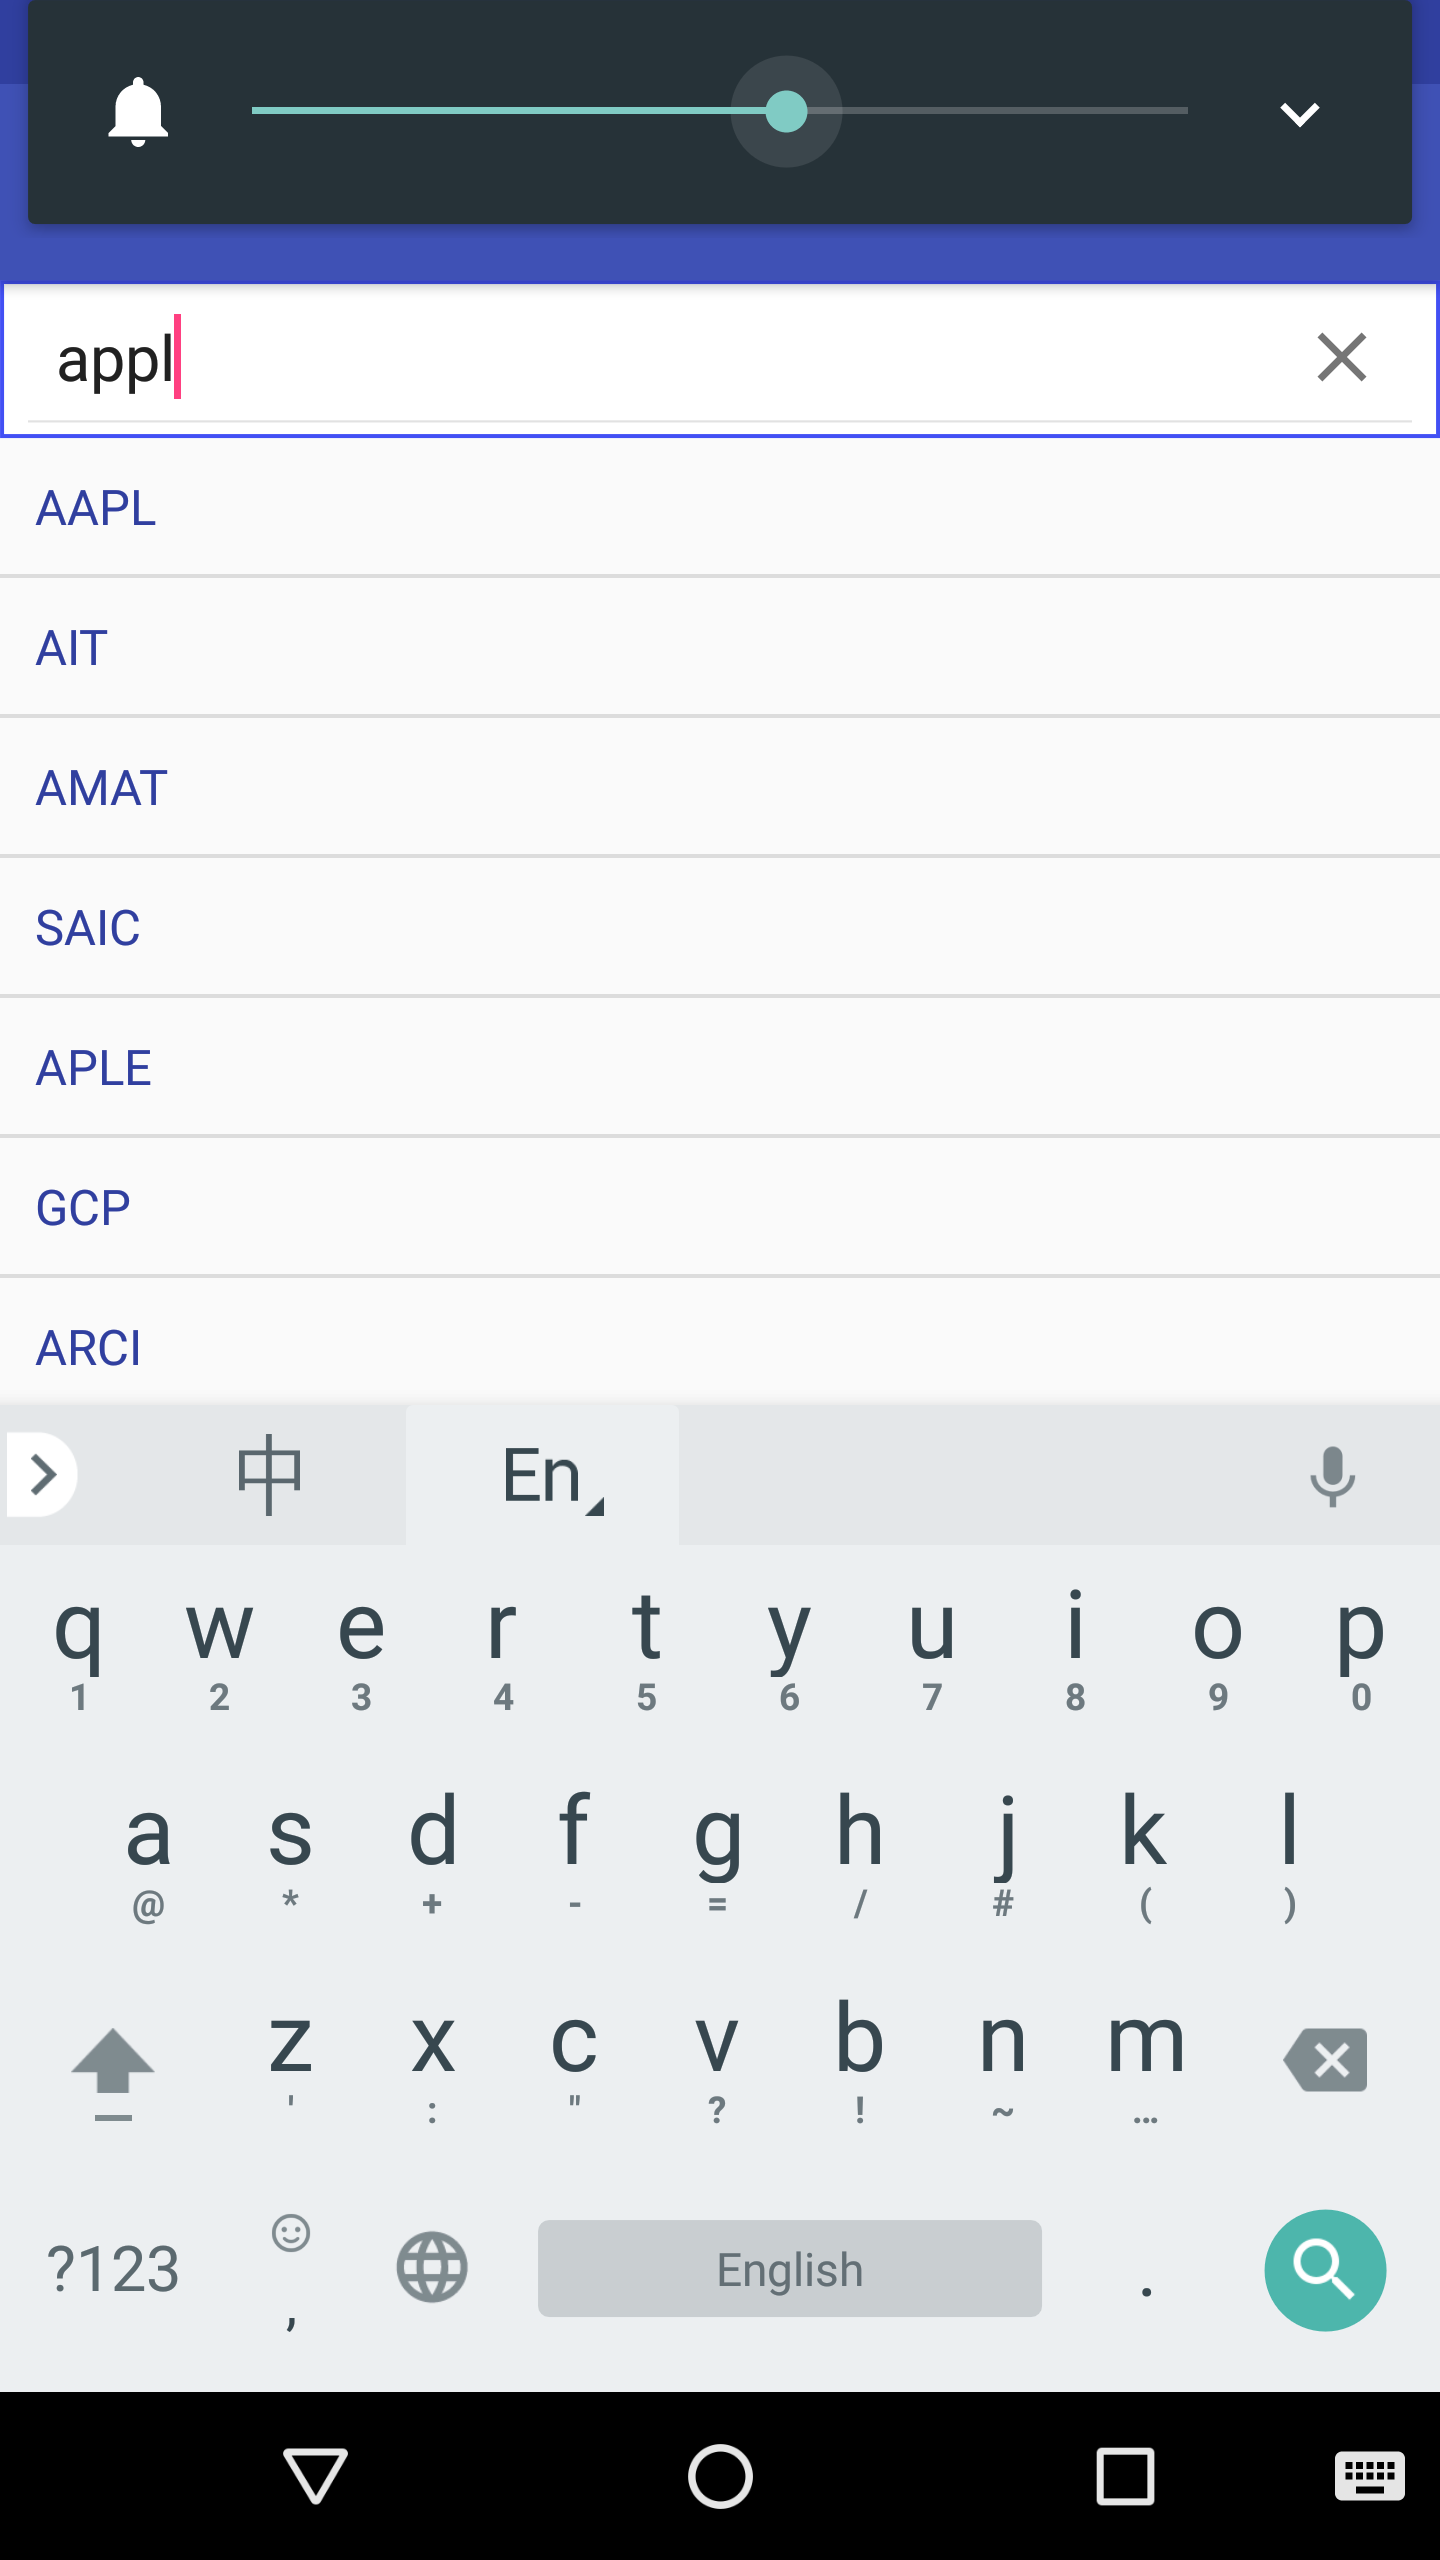 appl
AAPL
AIT
AMAT
SAIC
APLE
GCP
ARCI
中 En
q w e r t y u i o p
1 2 3 4 5 6 7 8 9 0
a s d f g h j k l
@ * + - = / # ( )
z x c v b n m
' : " ? ! ~ …
?123 , English .